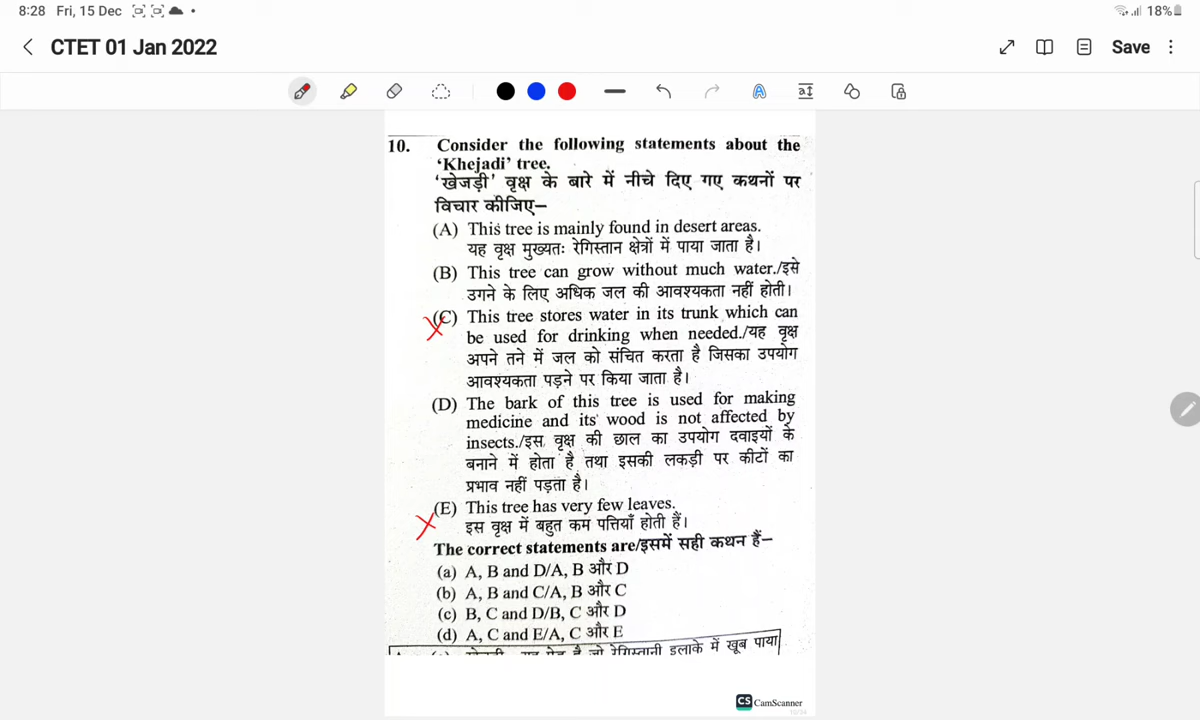 8:28 Fri, 15 Dec
18%
CTET 01 Jan 2022
Save
10. Consider the following statements about the
‘Khejadi’ tree.
‘खेजड़ी’ वृक्ष के बारे में नीचे दिए गए कथनों पर
विचार कीजिए–
(A) This tree is mainly found in desert areas.
यह वृक्ष मुख्यतः रेगिस्तान क्षेत्रों में पाया जाता है।
(B) This tree can grow without much water./इसे
उगने के लिए अधिक जल की आवश्यकता नहीं होती।
(C) This tree stores water in its trunk which can
be used for drinking when needed./यह वृक्ष
अपने तने में जल को संचित करता है जिसका उपयोग
आवश्यकता पड़ने पर किया जाता है।
(D) The bark of this tree is used for making
medicine and its wood is not affected by
insects./इस वृक्ष की छाल का उपयोग दवाइयों के
बनाने में होता है तथा इसकी लकड़ी पर कीटों का
प्रभाव नहीं पड़ता है।
(E) This tree has very few leaves.
इस वृक्ष में बहुत कम पत्तियाँ होती हैं।
The correct statements are/इसमें सही कथन हैं–
(a) A, B and D/A, B और D
(b) A, B and C/A, B और C
(c) B, C and D/B, C और D
(d) A, C and E/A, C और E
जो रेगिस्तानी इलाके में खूब पाया
CS CamScanner